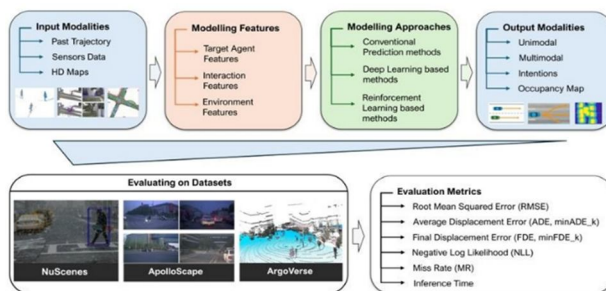 Input Modalities
Past Trajectory
Sensors Data
HD Maps
Modelling Features
Target Agent
Features
Interaction
Features
Environment
Features
Modelling Approaches
Conventional
Prediction methods
Deep Learning based
methods
Reinforcement
Learning based
methods
Output Modalities
Unimodal
Multimodal
Intentions
Occupancy Map
Evaluating on Datasets
NuScenes
ApolloScape
ArgoVerse
Evaluation Metrics
Root Mean Squared Error (RMSE)
Average Displacement Error (ADE, minADE_k)
Final Displacement Error (FDE, minFDE_k)
Negative Log Likelihood (NLL)
Miss Rate (MR)
Inference Time